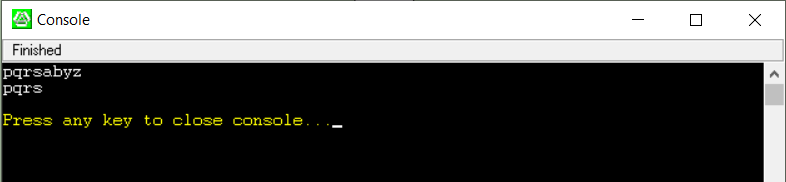 Console
Finished
pqrsabyz
pqrs
Press any key to close console..._